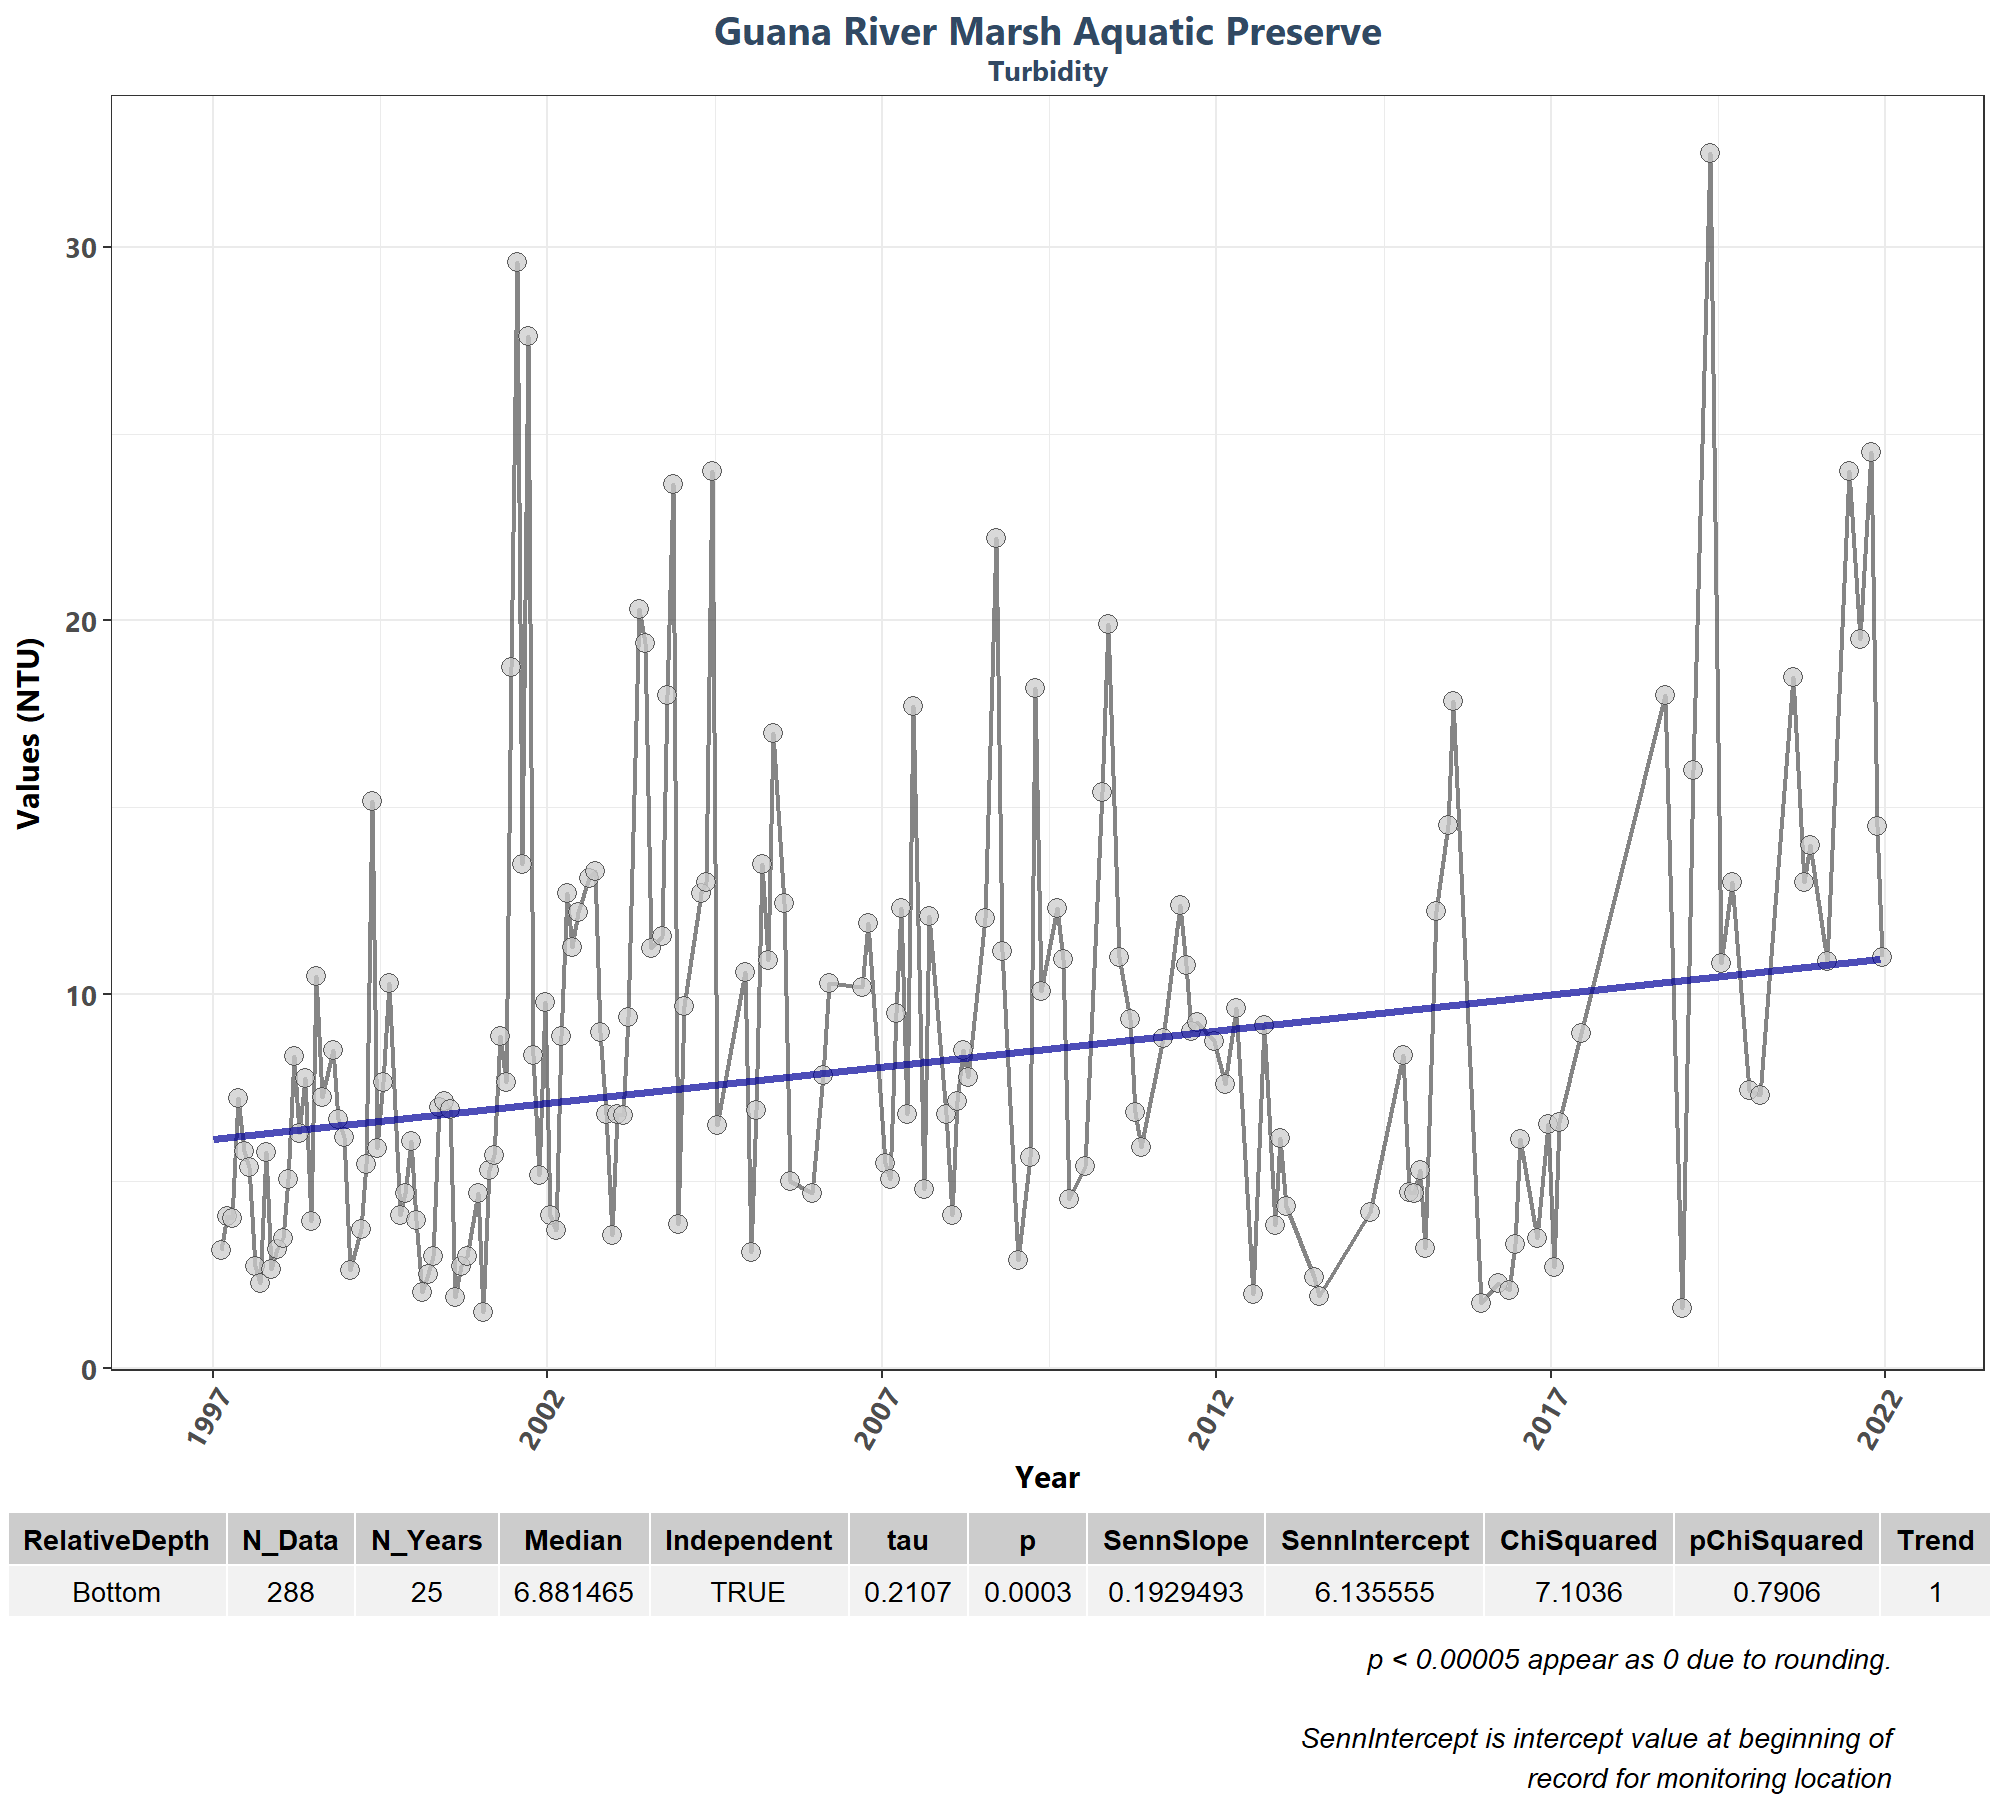 Guana River Marsh Aquatic Preserve
Turbidity
Values (NTU)
30
20
10
0
1997 2002 2007 2012 2017 2022
Year
RelativeDepth N_Data N_Years Median Independent tau p SennSlope SennIntercept ChiSquared pChiSquared Trend
Bottom 288 25 6.881465 TRUE 0.2107 0.0003 0.1929493 6.135555 7.1036 0.7906 1
p < 0.00005 appear as 0 due to rounding.
SennIntercept is intercept value at beginning of
record for monitoring location